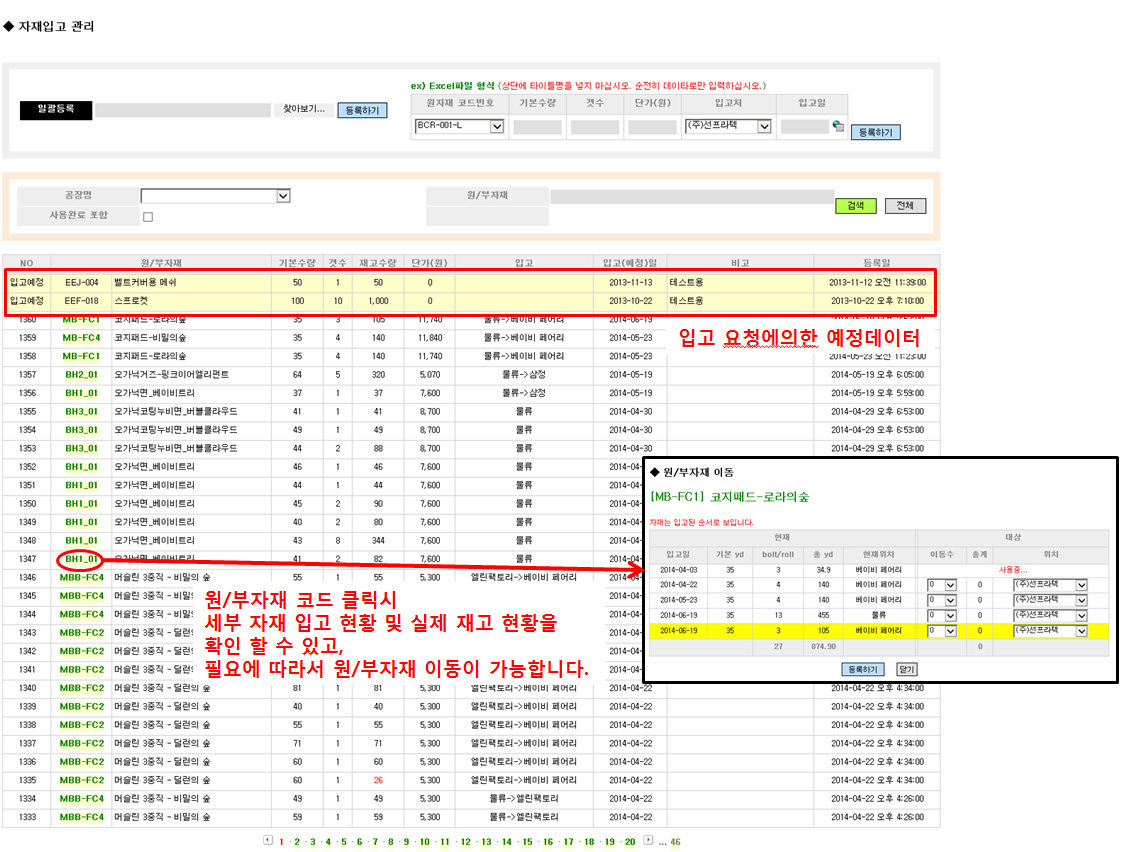 ◆ 자재입고 관리
ex) Excel파일 형식 (상단에 타이틀명을 넣지 마십시오. 순전히 데이타로만 입력하십시오.)
일괄등록 찾아보기... 등록하기
원자재 코드번호 기본수량 갯수 단가(원) 입고처 입고일
BCR-001-L (주)선프라텍 등록하기
공장명 원/부자재 검색 전체
사용완료 포함
NO 원/부자재 기본수량 갯수 재고수량 단가(원) 입고 입고(예정)일 비고 등록일
입고예정 EEJ-004 벨트커버용 메쉬 50 1 50 0 2013-11-13 테스트용 2013-11-12 오전 11:39:00
입고예정 EEF-018 스프로켓 100 10 1,000 0 2013-10-22 테스트용 2013-10-22 오후 7:10:00
1360 MB-FC1 코지패드-로라의숲 35 3 105 11,740 물류->베이비 페어리 2014-06-19
1359 MB-FC4 코지패드-비밀의숲 35 4 140 11,840 물류->베이비 페어리 2014-05-23
1358 MB-FC1 코지패드-로라의숲 35 4 140 11,740 물류->베이비 페어리 2014-05-23 2014-05-23 오전 11:23:00
입고 요청에의한 예정데이터
1357 BH2_01 오가닉거즈-핑크이어엘리펀트 64 5 320 5,070 물류->삼정 2014-05-19 2014-05-19 오후 6:05:00
1356 BH1_01 오가닉면_베이비트리 37 1 37 7,600 물류->삼정 2014-05-19 2014-05-19 오후 5:59:00
1355 BH3_01 오가닉코팅누비면_버블클라우드 41 1 41 8,700 물류 2014-04-30 2014-04-29 오후 6:53:00
1354 BH3_01 오가닉코팅누비면_버블클라우드 49 1 49 8,700 물류 2014-04-30 2014-04-29 오후 6:53:00
1353 BH3_01 오가닉코팅누비면_버블클라우드 44 2 88 8,700 물류 2014-04-30 2014-04-29 오후 6:53:00
1352 BH1_01 오가닉면_베이비트리 46 1 46 7,600 물류 2014-04-
1351 BH1_01 오가닉면_베이비트리 44 1 44 7,600 물류 2014-04-
1350 BH1_01 오가닉면_베이비트리 45 2 90 7,600 물류 2014-04-
1349 BH1_01 오가닉면_베이비트리 40 2 80 7,600 물류 2014-04-
1348 BH1_01 오가닉면_베이비트리 43 8 344 7,600 물류 2014-04-
1347 BH1_01 오가닉면_베이비트리 41 2 82 7,600 물류 2014-04-
1346 MBB-FC4 머슬린 3중직 - 비밀의 숲 55 1 55 5,300 엘린팩토리->베이비 페어리 2014-04-
1345 MBB-FC4 머슬린 3중직 - 비밀의 2014-04-
1344 MBB-FC4 머슬린 3중직 - 비밀의 2014-04-
1343 MBB-FC2 머슬린 3중직 - 딜런의 2014-04-
1342 MBB-FC2 머슬린 3중직 - 딜런의 2014-04-
1341 MBB-FC2 머슬린 3중직 - 딜런의 2014-04-
원/부자재 코드 클릭시
세부 자재 입고 현황 및 실제 재고 현황을
확인 할 수 있고,
필요에 따라서 원/부자재 이동이 가능합니다.
◆ 원/부자재 이동
[MB-FC1] 코지패드-로라의숲
자재는 입고된 순서로 보입니다.
현재 대상
입고일 기본 yd boll/roll 총 yd 현재위치 이동수 총계 위치
2014-04-03 35 3 34.9 베이비 페어리 사용중...
2014-04-22 35 4 140 베이비 페어리 0 0 (주)선프라텍
2014-05-23 35 4 140 베이비 페어리 0 0 (주)선프라텍
2014-06-19 35 13 455 물류 0 0 (주)선프라텍
2014-06-19 35 3 105 베이비 페어리 0 0 (주)선프라텍
27 874.90 0
등록하기 닫기
1340 MBB-FC2 머슬린 3중직 - 딜런의 숲 81 1 81 5,300 엘린팩토리->베이비 페어리 2014-04-22 2014-04-22 오후 4:34:00
1339 MBB-FC2 머슬린 3중직 - 딜런의 숲 40 1 40 5,300 엘린팩토리->베이비 페어리 2014-04-22 2014-04-22 오후 4:34:00
1338 MBB-FC2 머슬린 3중직 - 딜런의 숲 55 1 55 5,300 엘린팩토리->베이비 페어리 2014-04-22 2014-04-22 오후 4:34:00
1337 MBB-FC2 머슬린 3중직 - 딜런의 숲 71 1 71 5,300 엘린팩토리->베이비 페어리 2014-04-22 2014-04-22 오후 4:34:00
1336 MBB-FC2 머슬린 3중직 - 딜런의 숲 60 1 60 5,300 엘린팩토리->베이비 페어리 2014-04-22 2014-04-22 오후 4:34:00
1335 MBB-FC2 머슬린 3중직 - 딜런의 숲 60 1 26 5,300 엘린팩토리->베이비 페어리 2014-04-22 2014-04-22 오후 4:34:00
1334 MBB-FC4 머슬린 3중직 - 비밀의 숲 49 1 49 5,300 물류->엘린팩토리 2014-04-22 2014-04-22 오후 4:26:00
1333 MBB-FC4 머슬린 3중직 - 비밀의 숲 59 1 59 5,300 물류->엘린팩토리 2014-04-22 2014-04-22 오후 4:26:00
1 · 2 · 3 · 4 · 5 · 6 · 7 · 8 · 9 · 10 · 11 · 12 · 13 · 14 · 15 · 16 · 17 · 18 · 19 · 20 ... 46